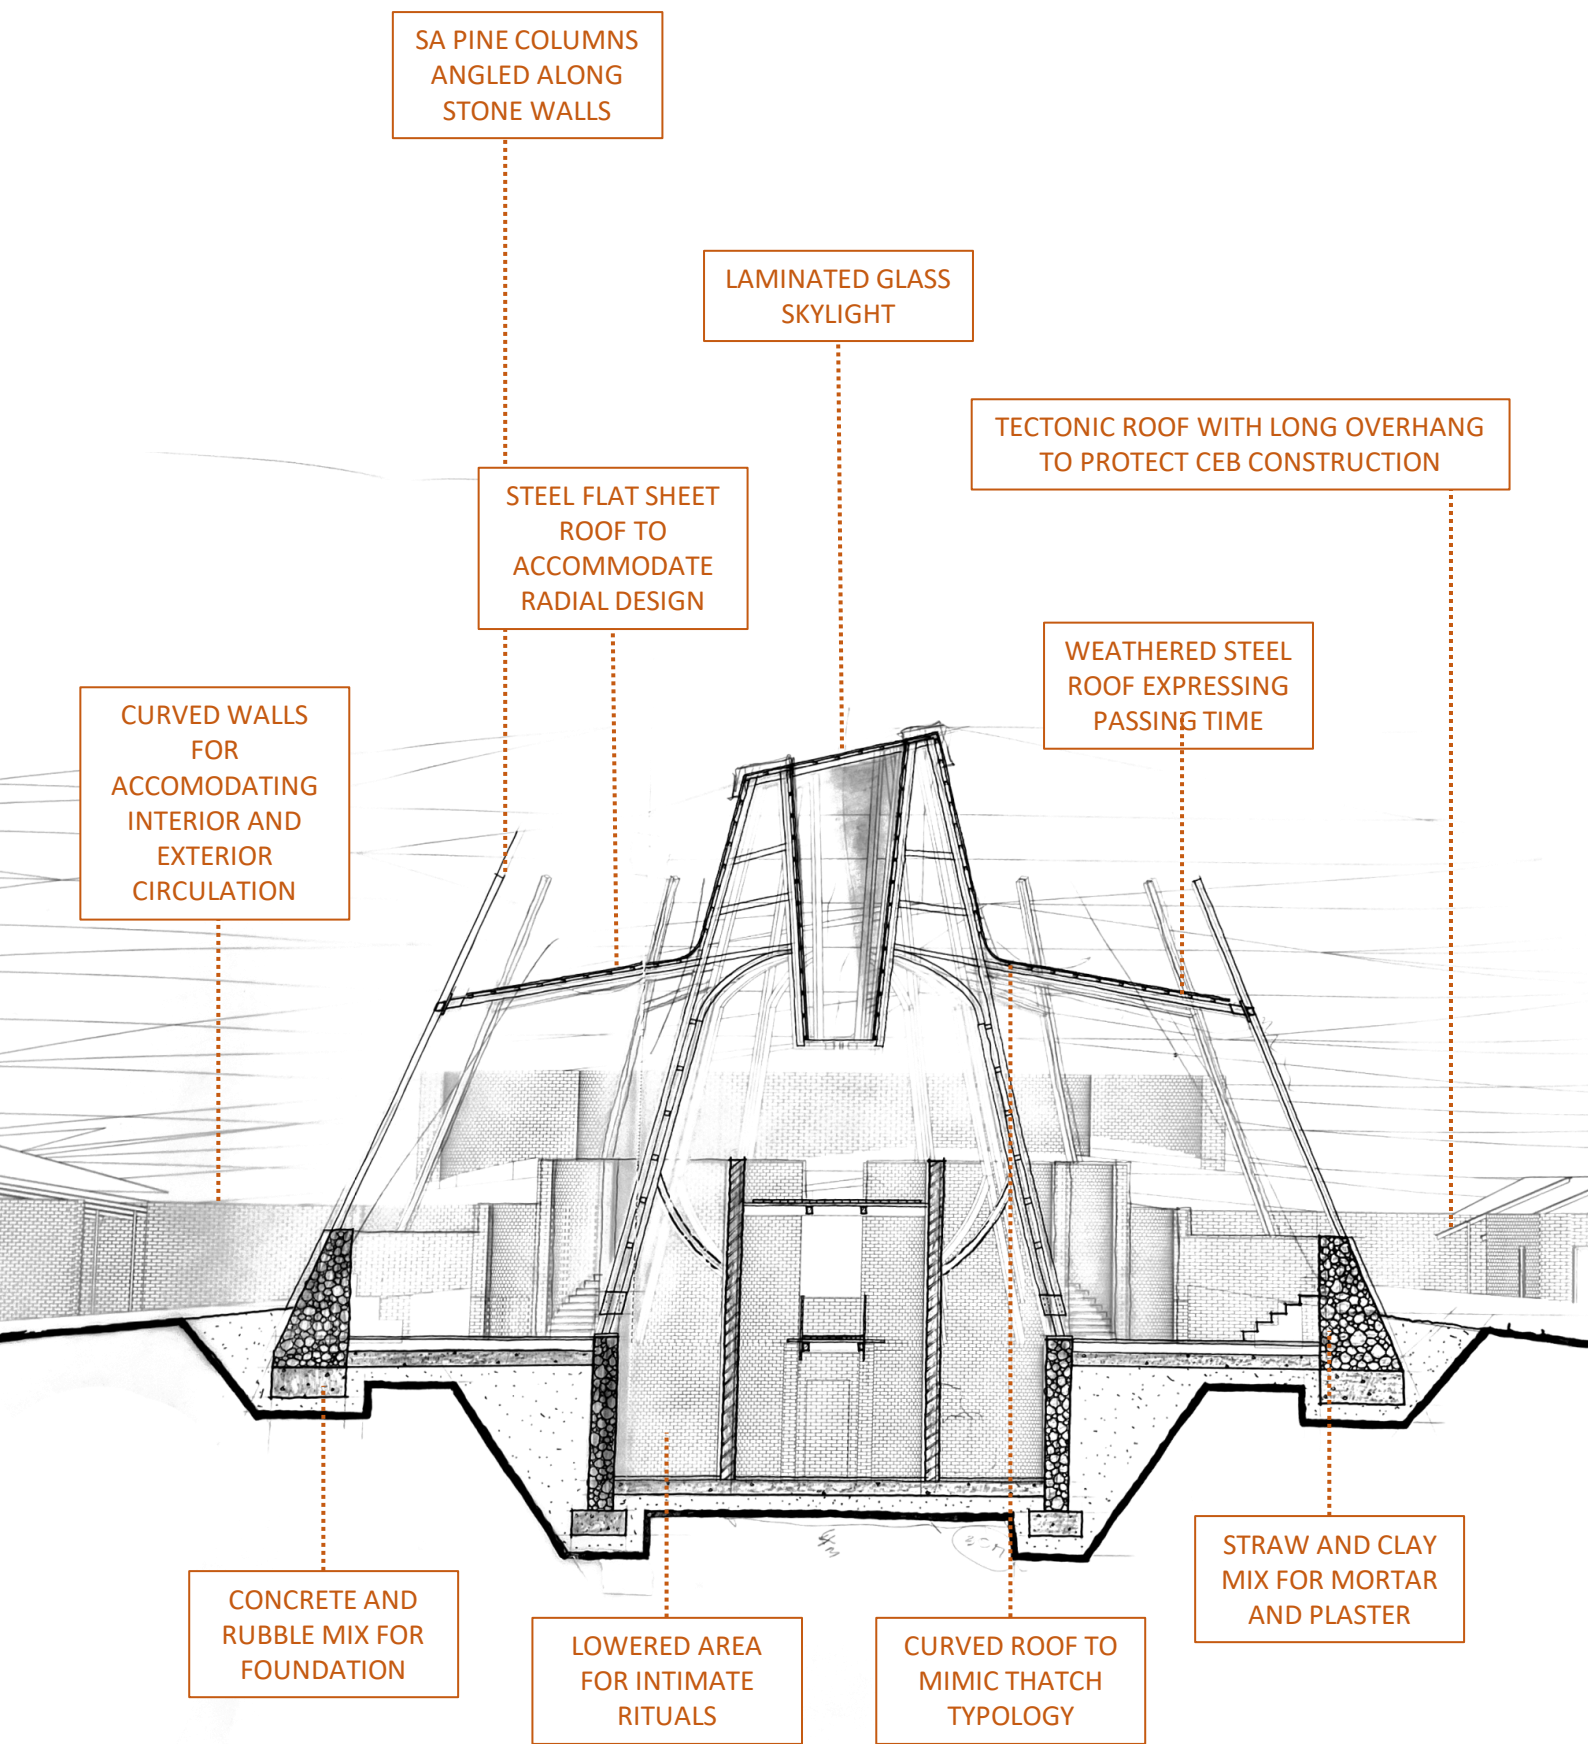 SA PINE COLUMNS
ANGLED ALONG
STONE WALLS
LAMINATED GLASS
SKYLIGHT
TECTONIC ROOF WITH LONG OVERHANG
TO PROTECT CEB CONSTRUCTION
STEEL FLAT SHEET
ROOF TO
ACCOMMODATE
RADIAL DESIGN
WEATHERED STEEL
ROOF EXPRESSING
PASSING TIME
CURVED WALLS
FOR
ACCOMODATING
INTERIOR AND
EXTERIOR
CIRCULATION
STRAW AND CLAY
MIX FOR MORTAR
AND PLASTER
CONCRETE AND
RUBBLE MIX FOR
FOUNDATION
LOWERED AREA
FOR INTIMATE
RITUALS
CURVED ROOF TO
MIMIC THATCH
TYPOLOGY